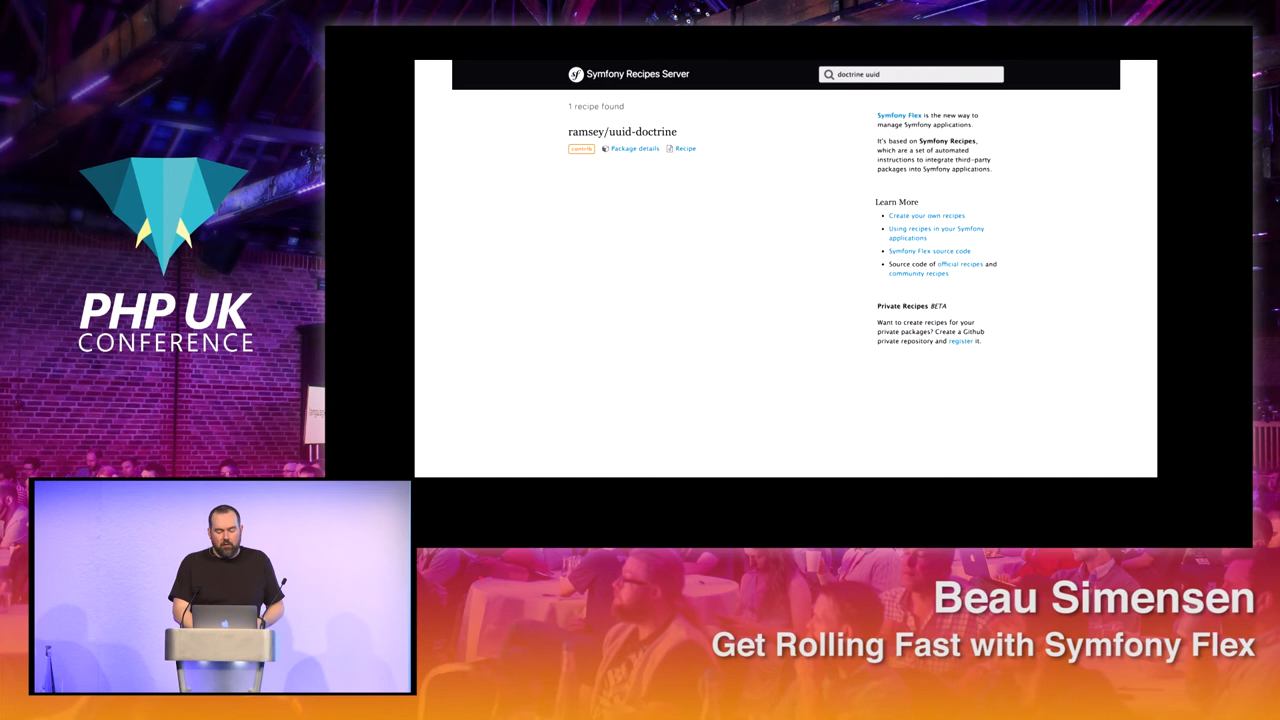 Symfony Recipes Server
doctrine uuid
1 recipe found
ramsey/uuid-doctrine
contrib
Package details
Recipe
Symfony Flex is the new way to
manage Symfony applications.
It's based on Symfony Recipes,
which are a set of automated
instructions to integrate third-party
packages into Symfony applications.
Learn More
Create your own recipes
Using recipes in your Symfony
applications
Symfony Flex source code
Source code of official recipes and
community recipes
Private Recipes BETA
Want to create recipes for your
private packages? Create a Github
private repository and register it.
PHP UK
CONFERENCE
Beau Simensen
Get Rolling Fast with Symfony Flex